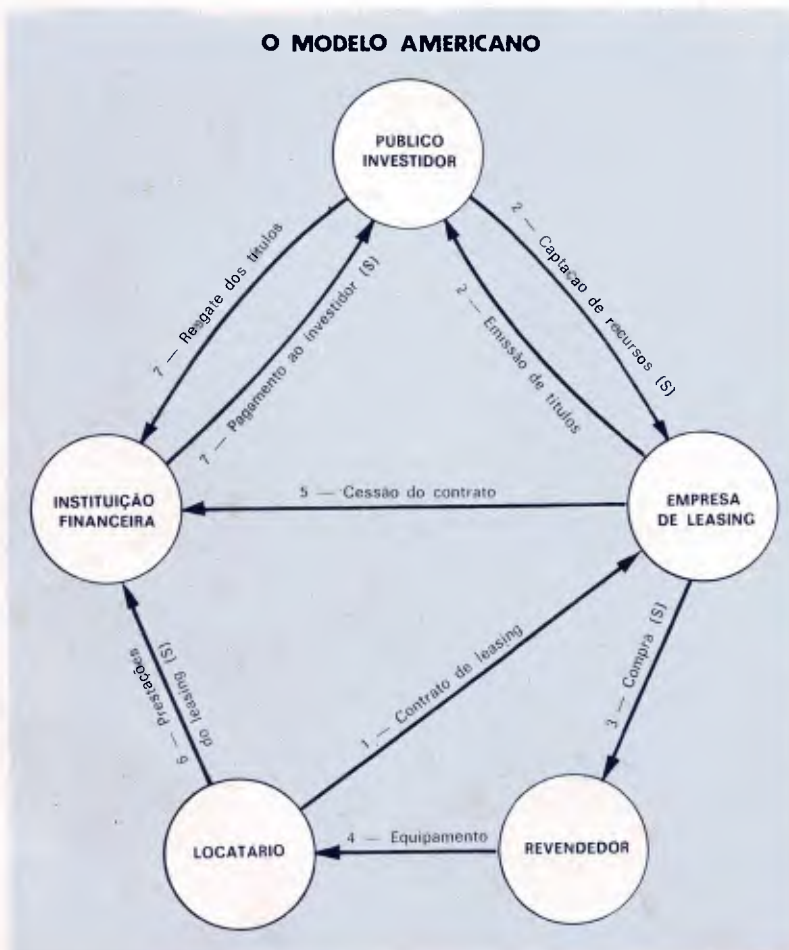 O MODELO AMERICANO
PÚBLICO
INVESTIDOR
7 — Resgate dos títulos
7 — Pagamento ao investidor ($)
2 — Emissão de títulos
2 — Captacao de recursos ($)
INSTITUIÇÃO
FINANCEIRA
5 — Cessão do contrato
EMPRESA
DE LEASING
6 — Prestações
do leasing ($)
1 — Contrato de leasing
3 — Compra ($)
LOCATARIO
4 — Equipamento
REVENDEDOR